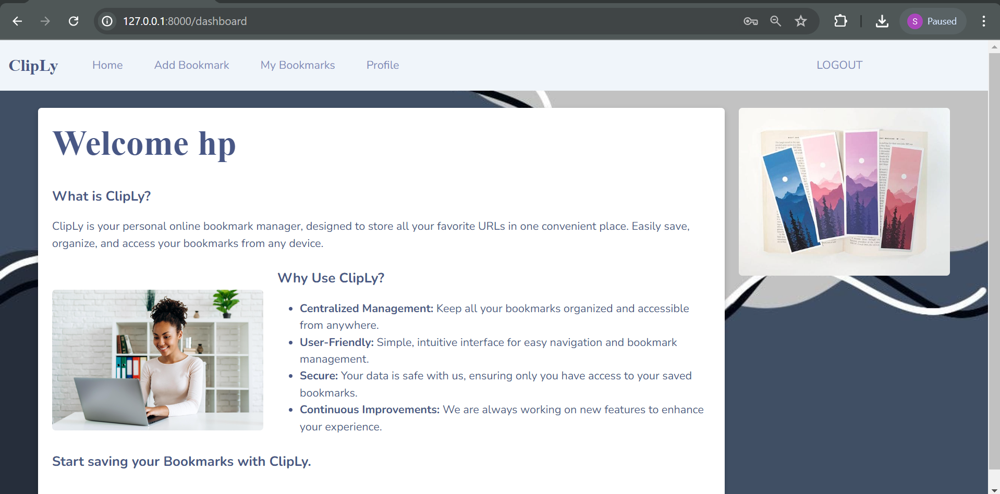 127.0.0.1:8000/dashboard
S Paused
ClipLy Home Add Bookmark My Bookmarks Profile LOGOUT
Welcome hp
What is ClipLy?
ClipLy is your personal online bookmark manager, designed to store all your favorite URLs in one convenient place. Easily save,
organize, and access your bookmarks from any device.
Why Use ClipLy?
• Centralized Management: Keep all your bookmarks organized and accessible
from anywhere.
• User-Friendly: Simple, intuitive interface for easy navigation and bookmark
management.
• Secure: Your data is safe with us, ensuring only you have access to your saved
bookmarks.
• Continuous Improvements: We are always working on new features to enhance
your experience.
Start saving your Bookmarks with ClipLy.